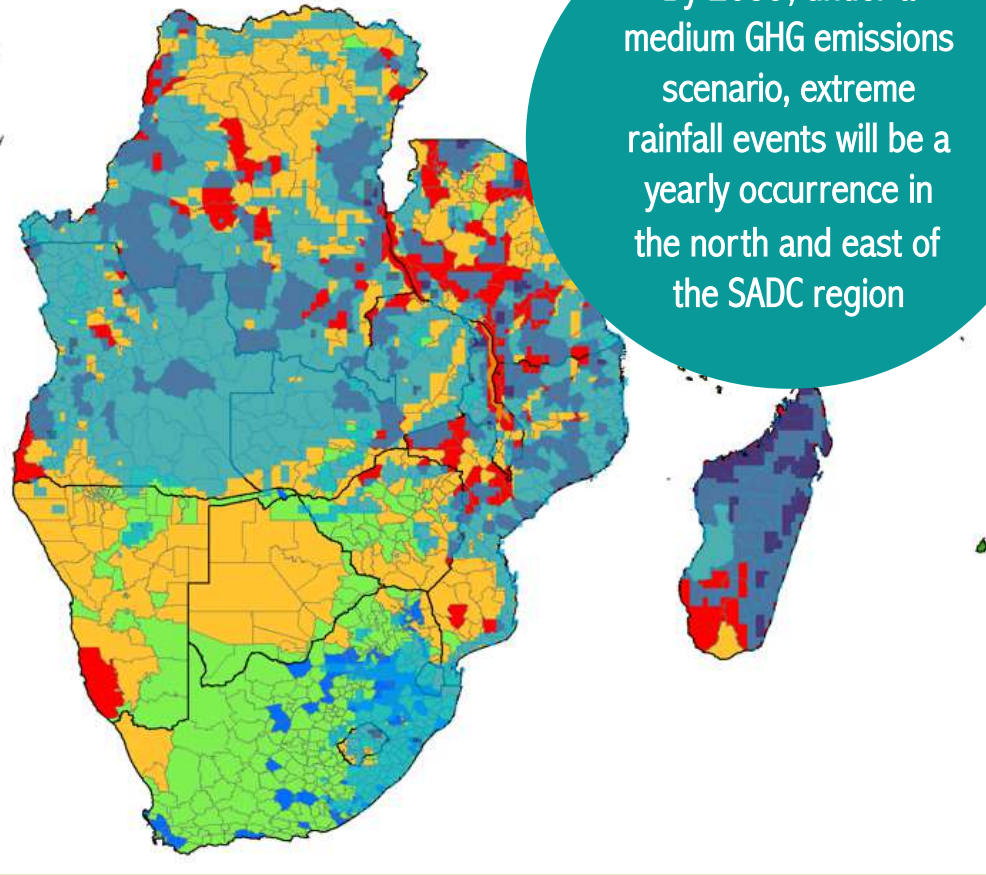 medium GHG emissions
scenario, extreme
rainfall events will be a
yearly occurrence in
the north and east of
the SADC region